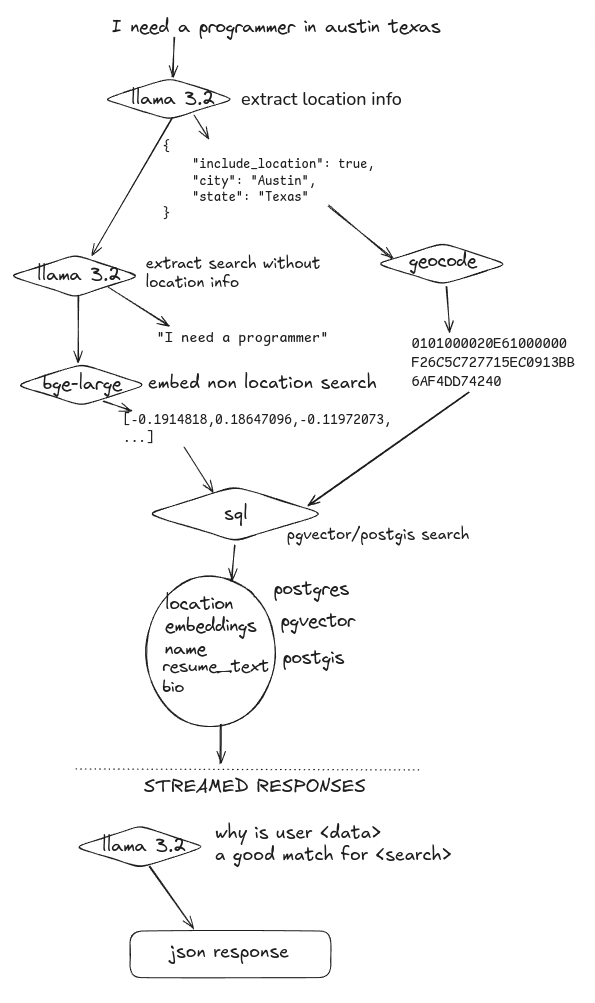 I need a programmer in austin texas
llama 3.2
extract location info
{
"include_location": true,
"city": "Austin",
"state": "Texas"
}
llama 3.2
extract search without
location info
geocode
"I need a programmer"
0101000020E61000000
F26C5C727715EC0913BB
6AF4DD74240
bge-large
embed non location search
[-0.1914818,0.18647096,-0.11972073,
...]
sql
pgvector/postgis search
location
embeddings
name
resume_text
bio
postgres
pgvector
postgis
STREAMED RESPONSES
llama 3.2
why is user <data>
a good match for <search>
json response